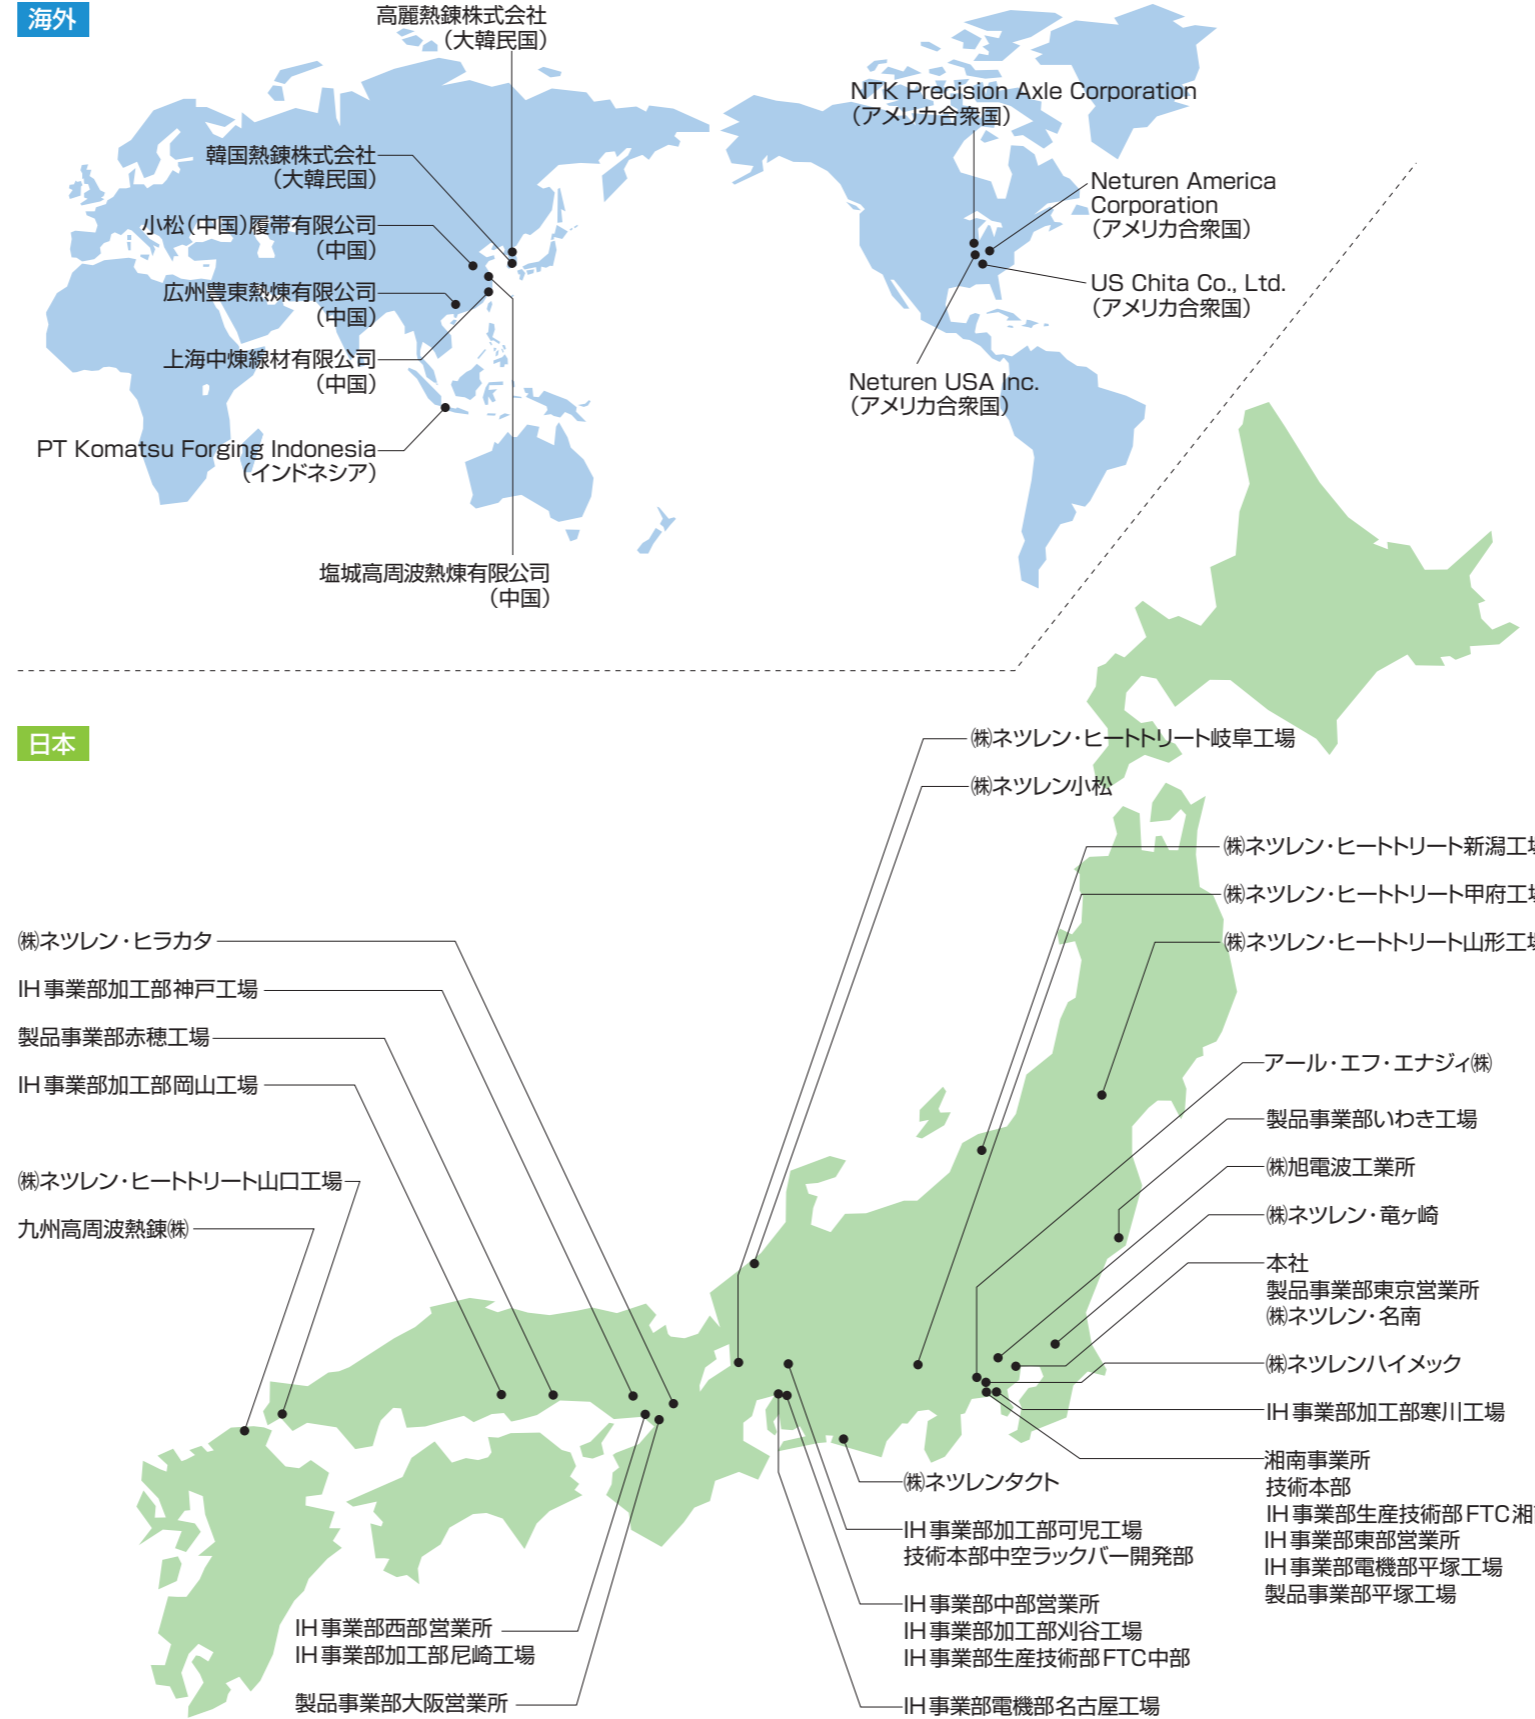 海外
高麗熱錬株式会社
（大韓民国）
韓国熱錬株式会社
（大韓民国）
小松（中国）履帯有限公司
（中国）
広州豊東熱煉有限公司
（中国）
上海中煉線材有限公司
（中国）
PT Komatsu Forging Indonesia
（インドネシア）
塩城高周波熱煉有限公司
（中国）
NTK Precision Axle Corporation
（アメリカ合衆国）
Neturen America
Corporation
（アメリカ合衆国）
US Chita Co., Ltd.
（アメリカ合衆国）
Neturen USA Inc.
（アメリカ合衆国）
日本
㈱ネツレン・ヒートトリート岐阜工場
㈱ネツレン小松
㈱ネツレン・ヒートトリート新潟工場
㈱ネツレン・ヒートトリート甲府工場
㈱ネツレン・ヒートトリート山形工場
㈱ネツレン・ヒラカタ
IH事業部加工部神戸工場
製品事業部赤穂工場
IH事業部加工部岡山工場
㈱ネツレン・ヒートトリート山口工場
九州高周波熱錬㈱
アール・エフ・エナジィ㈱
製品事業部いわき工場
㈱旭電波工業所
㈱ネツレン・竜ヶ崎
本社
製品事業部東京営業所
㈱ネツレン・名南
㈱ネツレンハイメック
IH事業部加工部寒川工場
湘南事業所
技術本部
IH事業部生産技術部FTC湘
IH事業部東部営業所
IH事業部電機部平塚工場
製品事業部平塚工場
㈱ネツレンタクト
IH事業部加工部可児工場
技術本部中空ラックバー開発部
IH事業部中部営業所
IH事業部加工部刈谷工場
IH事業部生産技術部FTC中部
IH事業部電機部名古屋工場
IH事業部西部営業所
IH事業部加工部尼崎工場
製品事業部大阪営業所